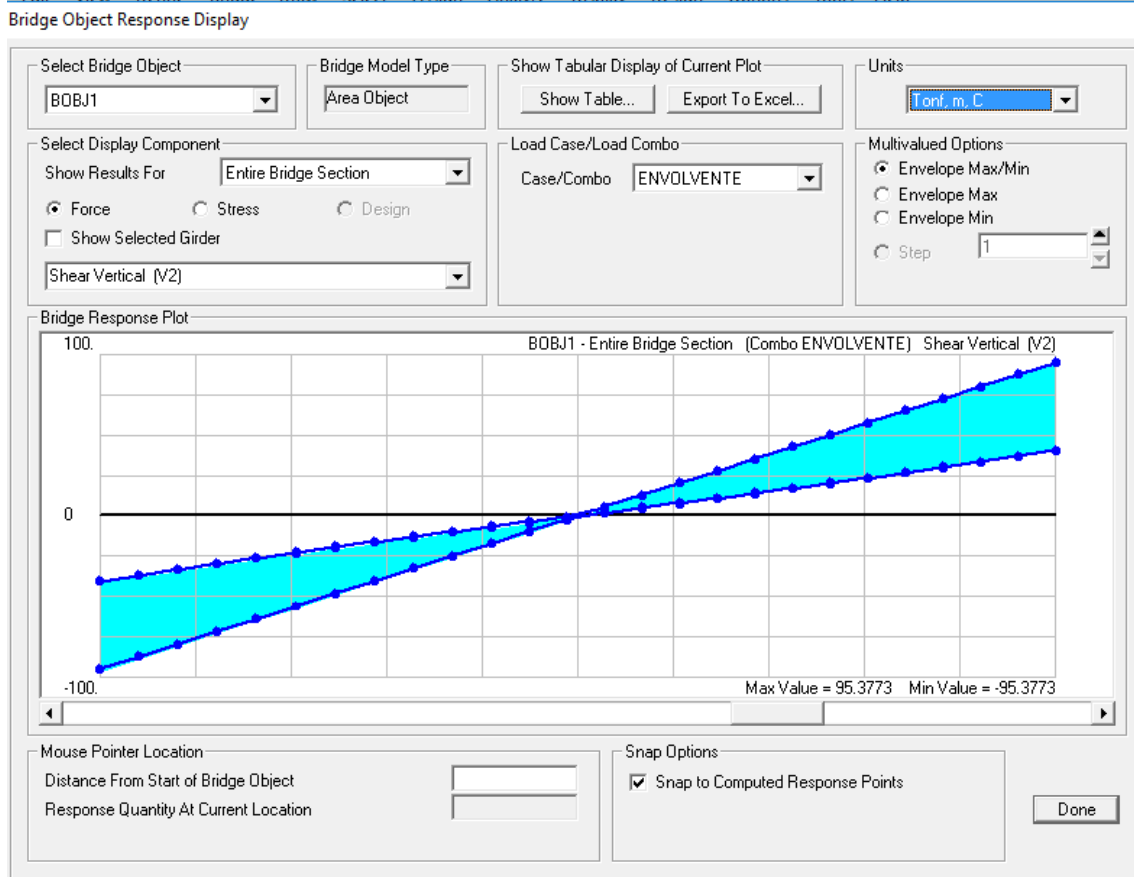 Bridge Object Response Display
Select Bridge Object
BOBJ1
Bridge Model Type
Area Object
Show Tabular Display of Current Plot
Show Table...
Export To Excel...
Units
Tonf, m, C
Select Display Component
Show Results For
Entire Bridge Section
Force
Stress
Design
Show Selected Girder
Shear Vertical (V2)
Load Case/Load Combo
Case/Combo
ENVOLVENTE
Multivalued Options
Envelope Max/Min
Envelope Max
Envelope Min
Step
1
Bridge Response Plot
100.
BOBJ1 - Entire Bridge Section (Combo ENVOLVENTE) Shear Vertical (V2)
0
-100.
Max Value = 95.3773 Min Value = -95.3773
Mouse Pointer Location
Distance From Start of Bridge Object
Response Quantity At Current Location
Snap Options
Snap to Computed Response Points
Done